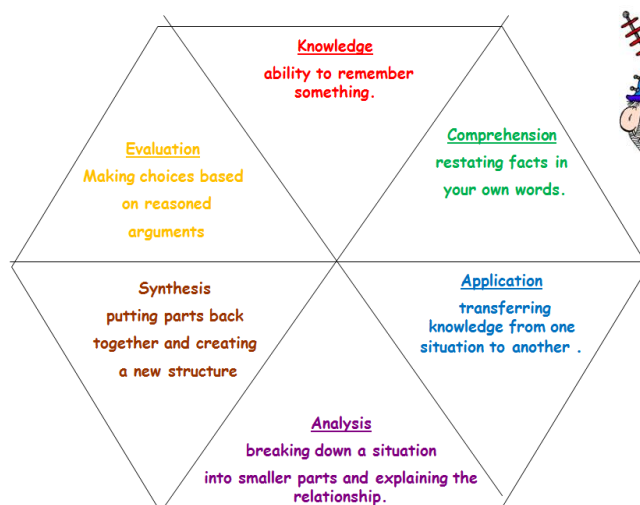 Knowledge
ability to remember
something.
Comprehension
restating facts in
your own words.
Application
transferring
knowledge from one
situation to another .
Analysis
breaking down a situation
into smaller parts and explaining the
relationship.
Synthesis
putting parts back
together and creating
a new structure
Evaluation
Making choices based
on reasoned
arguments